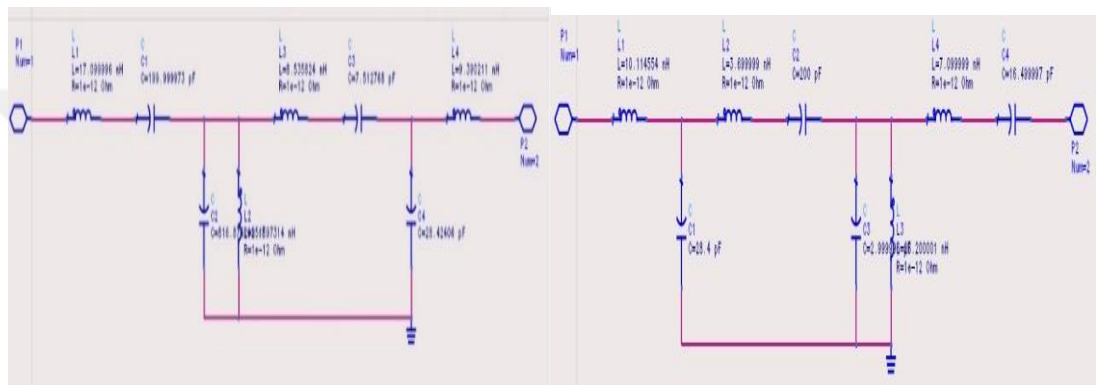 P1
Num=1
L
L1
L=17.099996 nH
R=1e-12 Ohm
C
C1
C=199.999973 pF
L
L3
L=8.535824 nH
R=1e-12 Ohm
C
C3
C=7.512768 pF
L
L4
L=9.390211 nH
R=1e-12 Ohm
P2
Num=2
C
C2
L
L2
R=1e-12 Ohm
C
C4
C=28.42406 pF
P1
Num=1
L
L1
L=10.114554 nH
R=1e-12 Ohm
L
L2
L=3.699999 nH
R=1e-12 Ohm
C
C2
C=200 pF
L
L4
L=7.099999 nH
R=1e-12 Ohm
C
C4
C=16.499997 pF
P2
Num=2
C
C1
C=28.4 pF
C
C3
L
L3
R=1e-12 Ohm